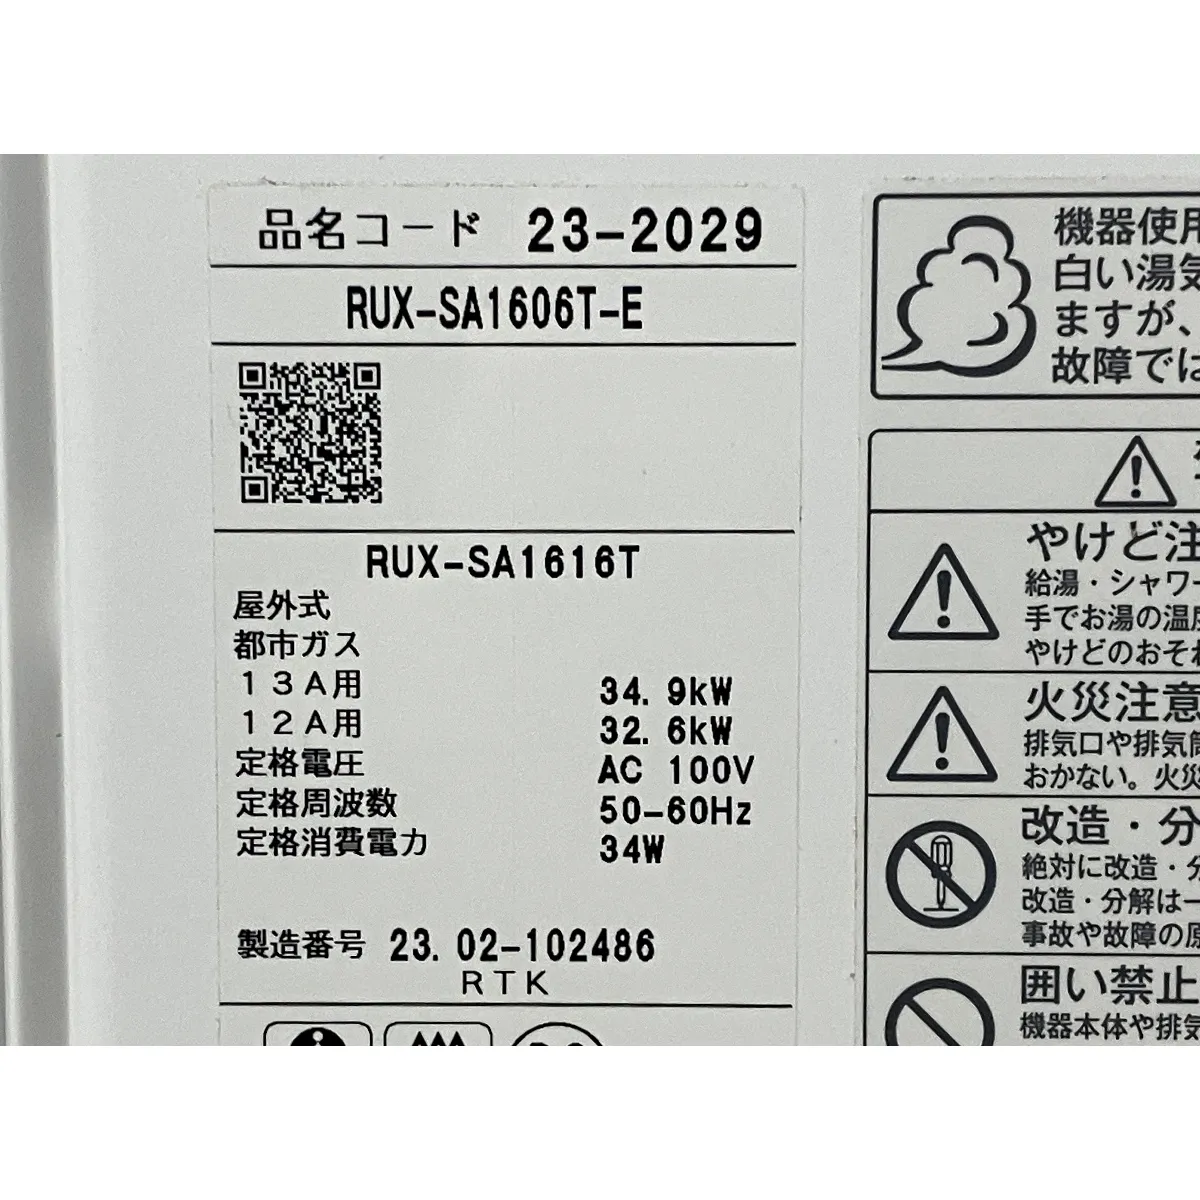 品名コード 23-2029
RUX-SA1606T-E
RUX-SA1616T
屋外式
都市ガス
13A用 34.9kW
12A用 32.6kW
定格電圧 AC 100V
定格周波数 50-60Hz
定格消費電力 34W
製造番号 23.02-102486
RTK
機器使用
白い湯気
ますが、
故障では
やけど注
給湯・シャワー
手でお湯の温度
やけどのおそれ
火災注意
排気口や排気筒
おかない。火災
改造・分
絶対に改造・分
改造・分解は一
事故や故障の原
囲い禁止
機器本体や排気